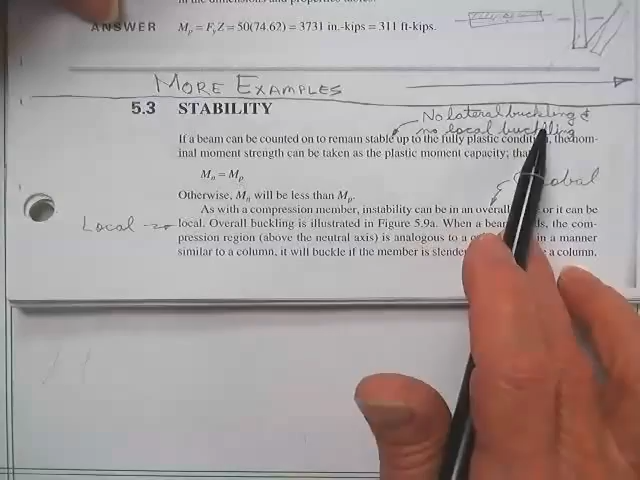 ANSWER M_p = F_yZ = 50(74.62) = 3731 in.-kips = 311 ft-kips.
MORE EXAMPLES
5.3 STABILITY
No lateral buckling &
no local buckling
If a beam can be counted on to remain stable up to the fully plastic condition, the nom-
inal moment strength can be taken as the plastic moment capacity; that
M_n = M_p
Otherwise, M_n will be less than M_p.
Global
As with a compression member, instability can be in an overall or it can be
Local
local. Overall buckling is illustrated in Figure 5.9a. When a beam, the com-
pression region (above the neutral axis) is analogous to a in a manner
similar to a column, it will buckle if the member is slender a column,